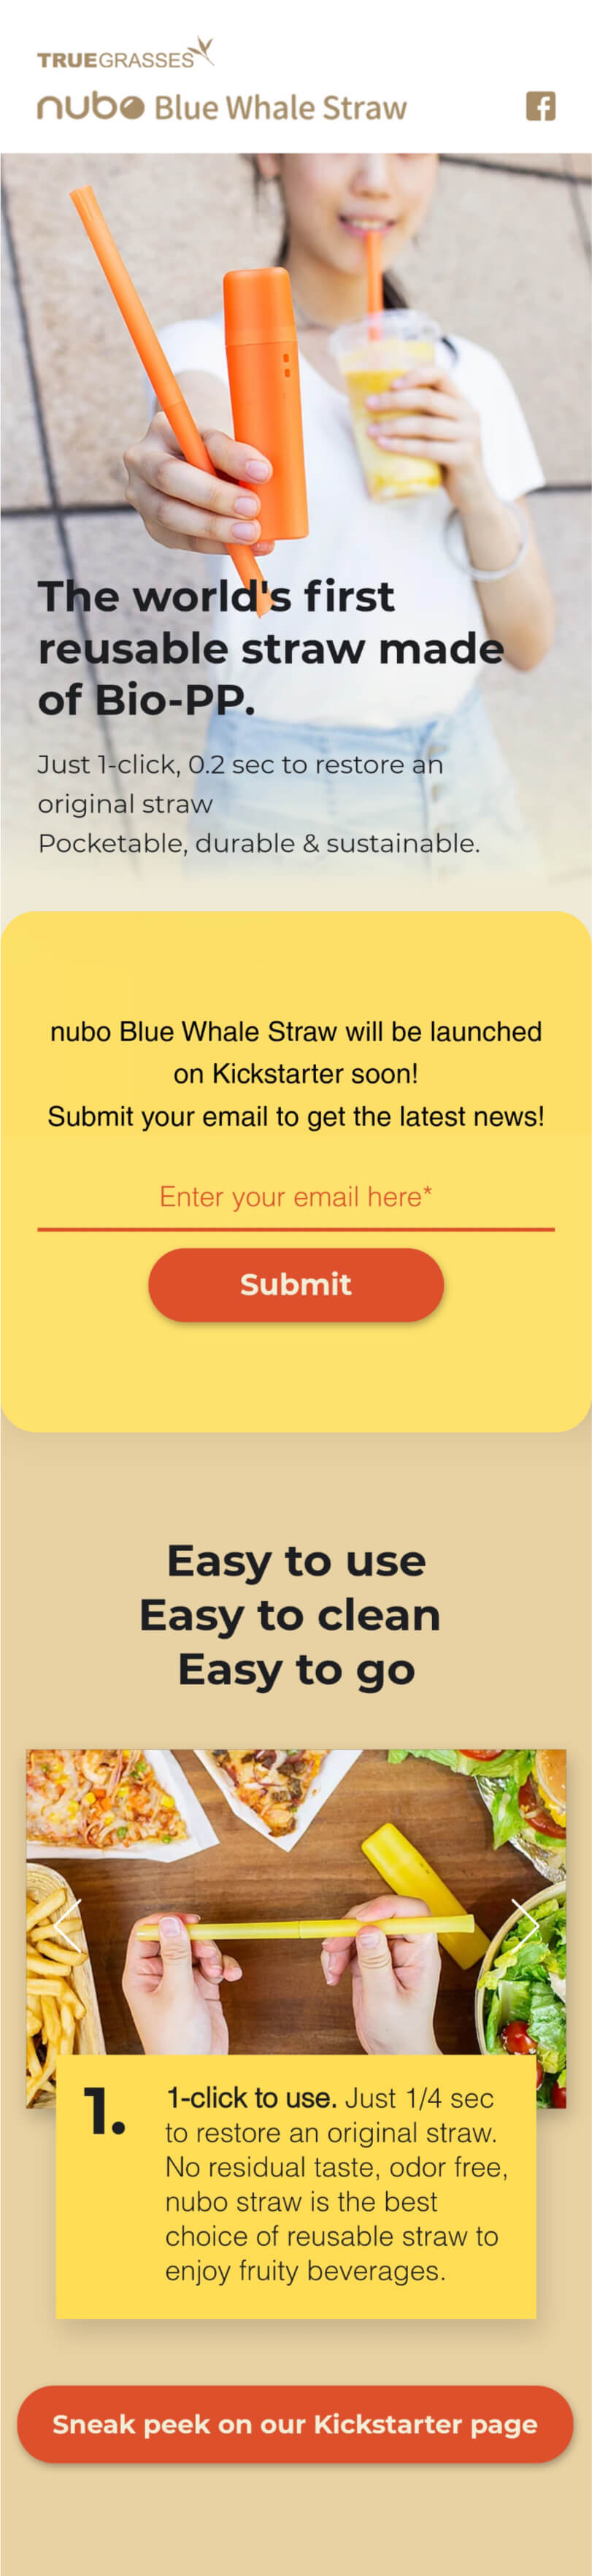 TRUEGRASSES
nubo Blue Whale Straw
The world's first
reusable straw made
of Bio-PP.
Just 1-click, 0.2 sec to restore an
original straw
Pocketable, durable & sustainable.
nubo Blue Whale Straw will be launched
on Kickstarter soon!
Submit your email to get the latest news!
Enter your email here*
Submit
Easy to use
Easy to clean
Easy to go
1.
1-click to use. Just 1/4 sec
to restore an original straw.
No residual taste, odor free,
nubo straw is the best
choice of reusable straw to
enjoy fruity beverages.
Sneak peek on our Kickstarter page